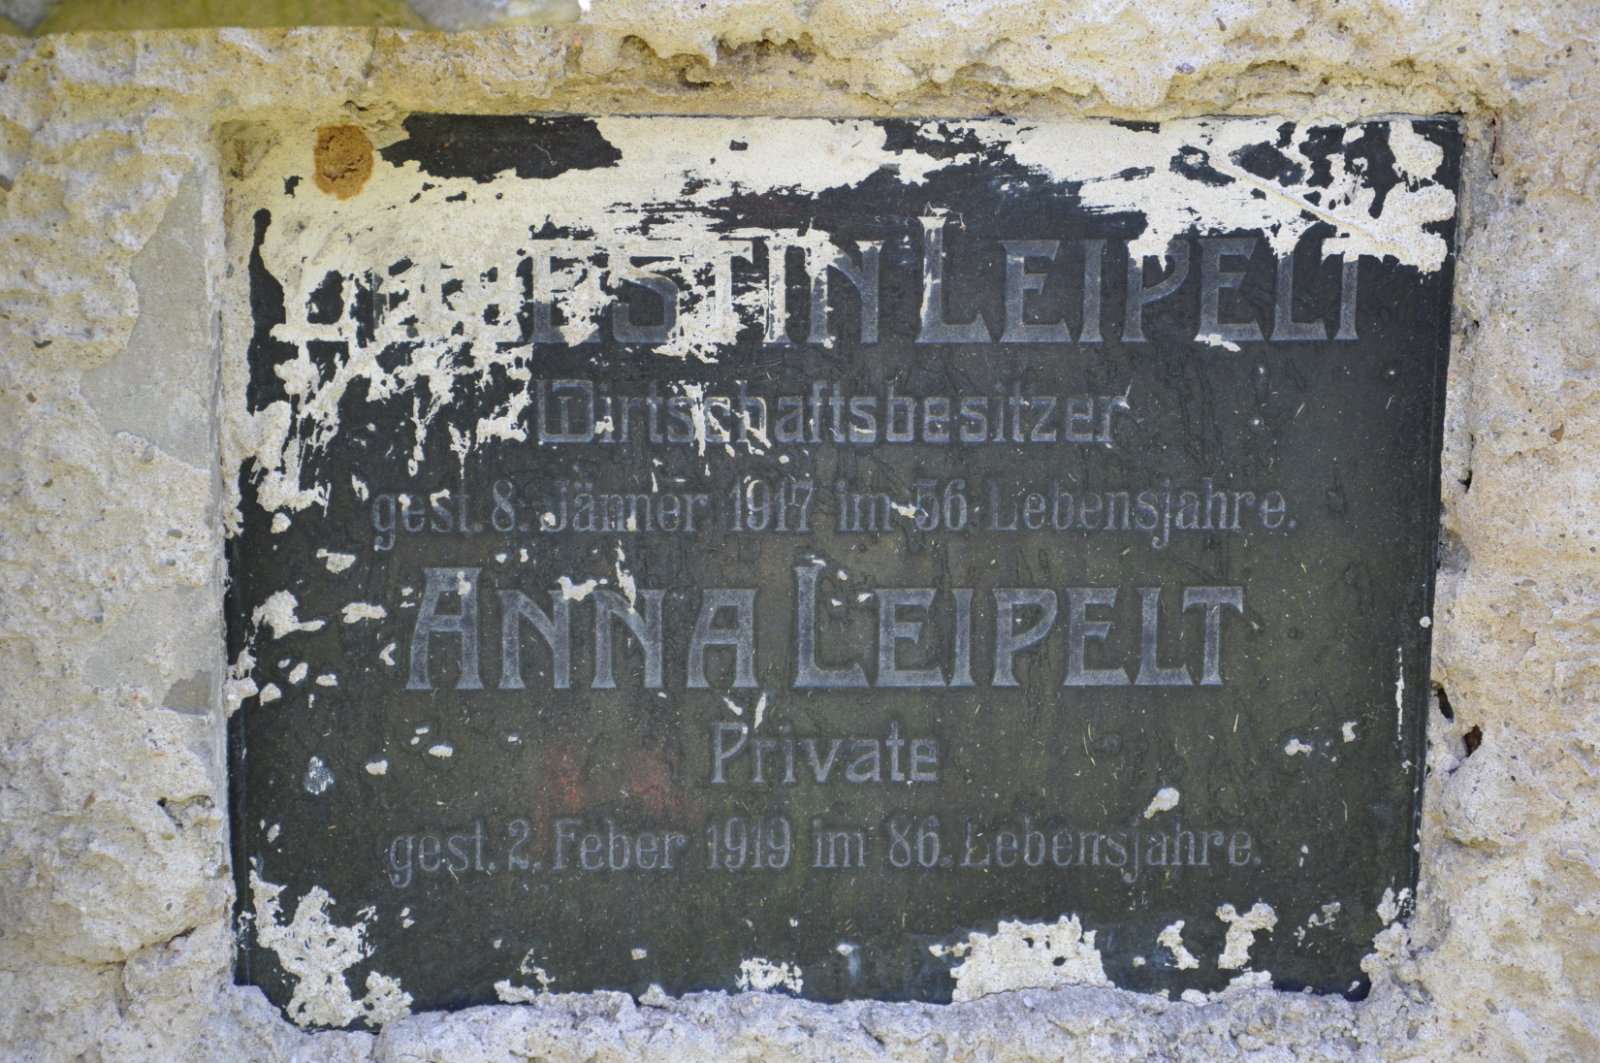 LEIPELT
Wirtschaftsbesitzer
gest. 8. Jänner 1917 im 56. Lebensjahre.
ANNA LEIPELT
Private
gest. 2. Feber 1919 im 86. Lebensjahre.